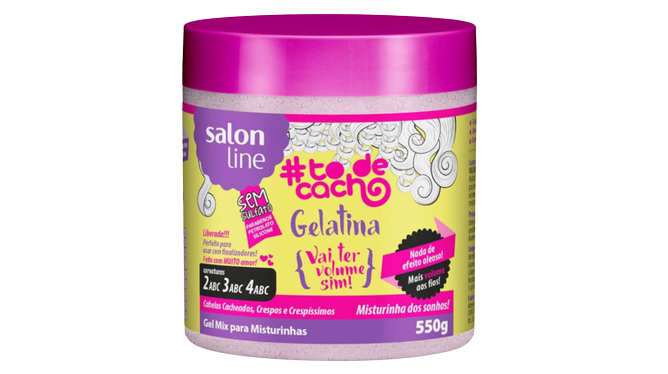 salon
line
#to de
cacho
SEM
SULFATO
PARABENOS
PETROLATO
SILICONE
Gelatina
Liberada!!!
Perfeito para
usar com finalizadores!
Feito com MUITO amor!
{Vai ter
volume
sim!}
Nada de
efeito oleoso!
Mais volume
aos fios!
curvaturas
2ABC 3ABC 4ABC
Cabelos Cacheados, Crespos e Crespíssimos
Misturinha dos sonhos!
Gel Mix para Misturinhas
550g